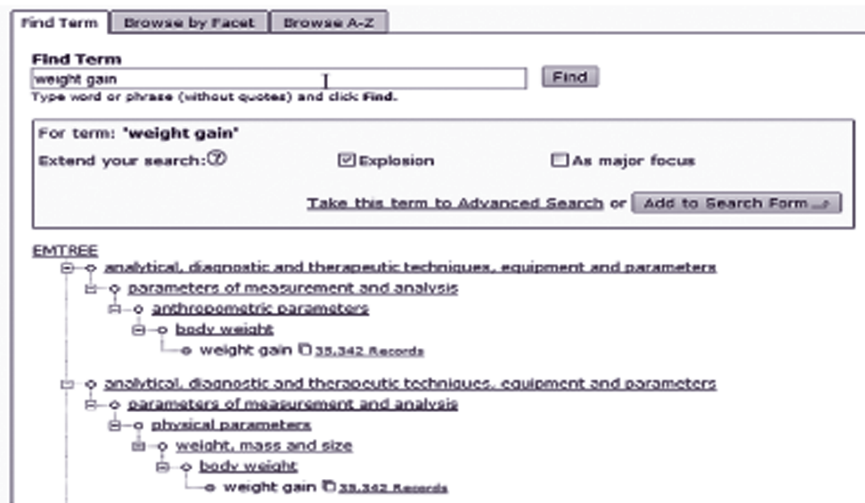 Find Term Browse by Facet Browse A-Z
Find Term
weight gain Find
Type word or phrase (without quotes) and click Find.
For term: 'weight gain'
Extend your search: ? Explosion As major focus
Take this term to Advanced Search or Add to Search Form
EMTREE
analytical, diagnostic and therapeutic techniques, equipment and parameters
parameters of measurement and analysis
anthropometric parameters
body weight
weight gain 35,342 Records
analytical, diagnostic and therapeutic techniques, equipment and parameters
parameters of measurement and analysis
physical parameters
weight, mass and size
body weight
weight gain 35,342 Records